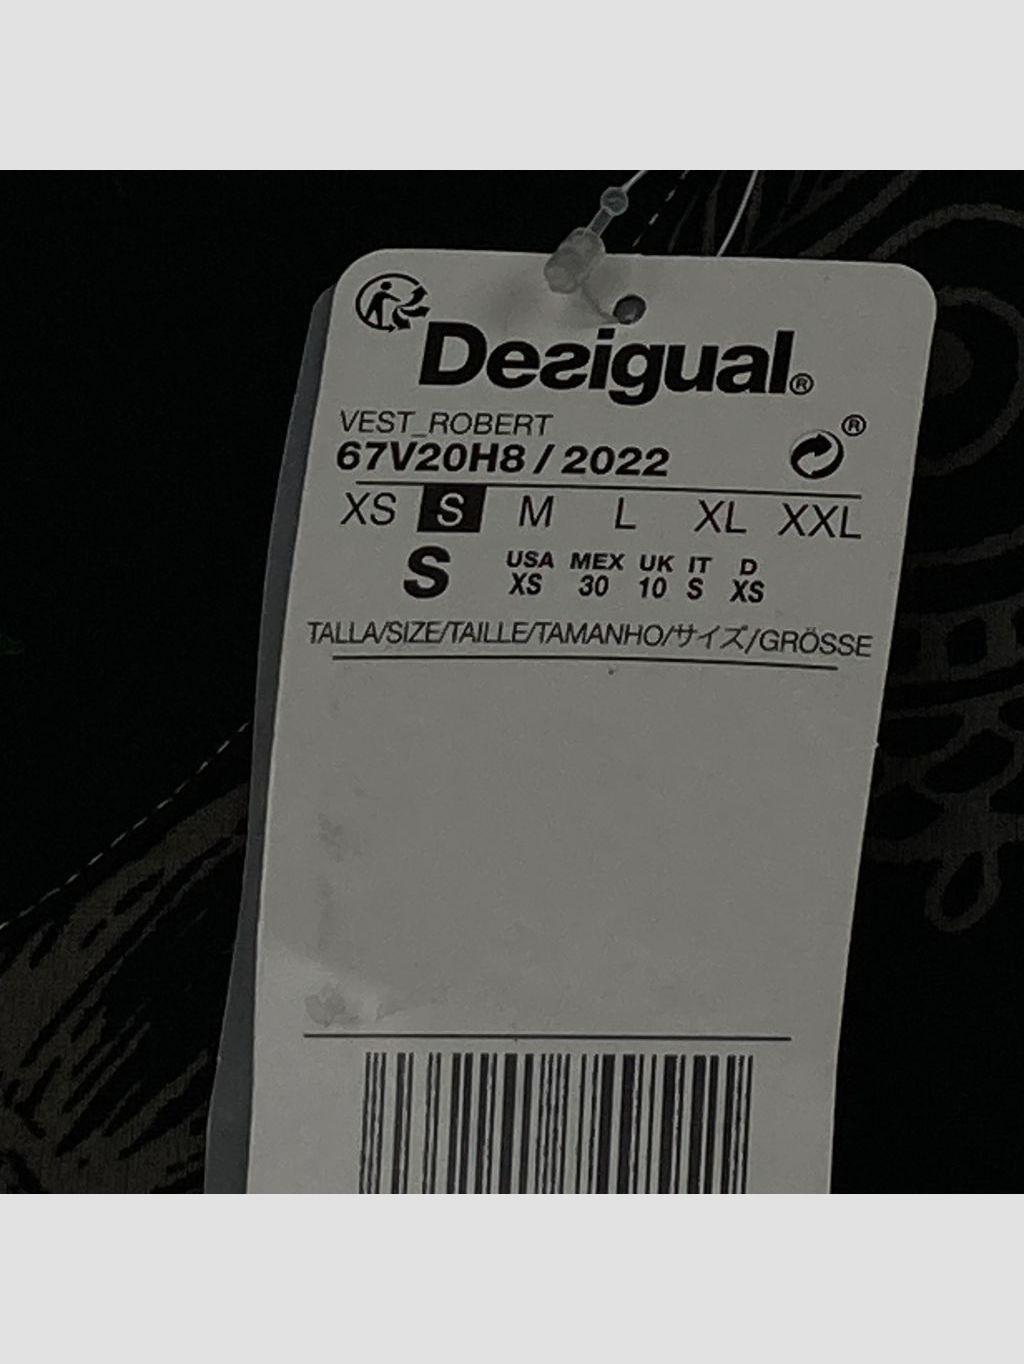 Desigual®
VEST_ROBERT
67V20H8 / 2022
®
XS S M L XL XXL
S
USA MEX UK IT D
XS 30 10 S XS
TALLA/SIZE/TAILLE/TAMANHO/サイズ/GRÖSSE